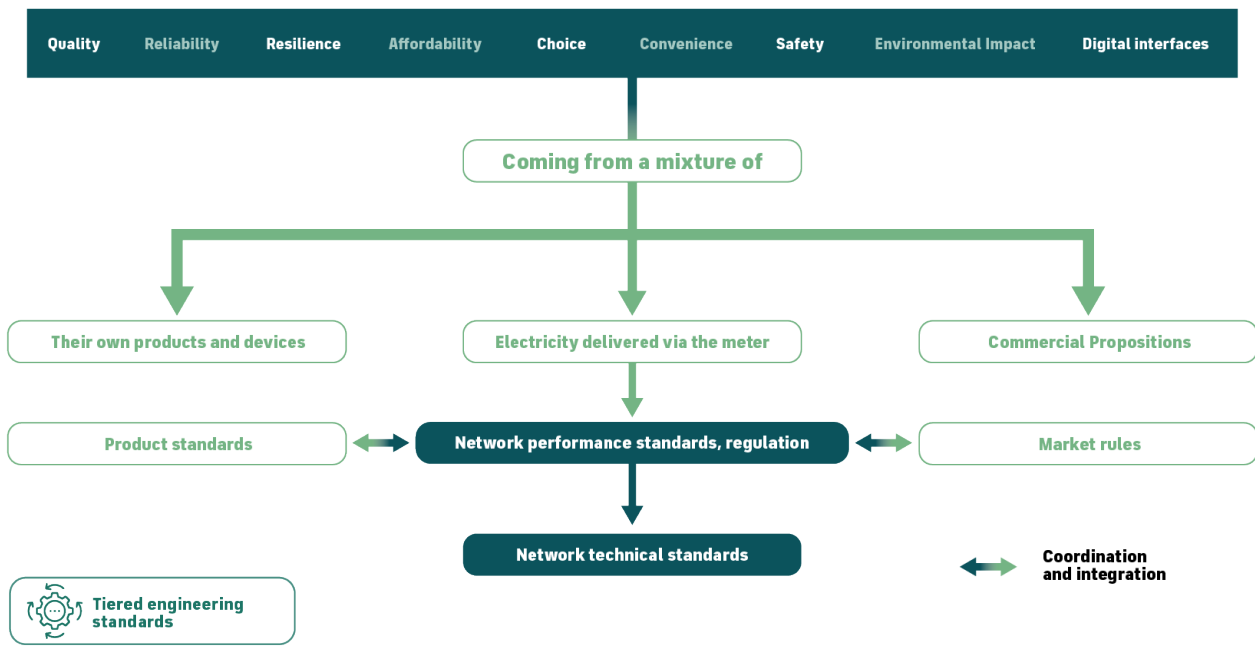 Quality Reliability Resilience Affordability Choice Convenience Safety Environmental Impact Digital interfaces
Coming from a mixture of
Their own products and devices
Electricity delivered via the meter
Commercial Propositions
Product standards
Network performance standards, regulation
Market rules
Network technical standards
Coordination
and integration
Tiered engineering
standards